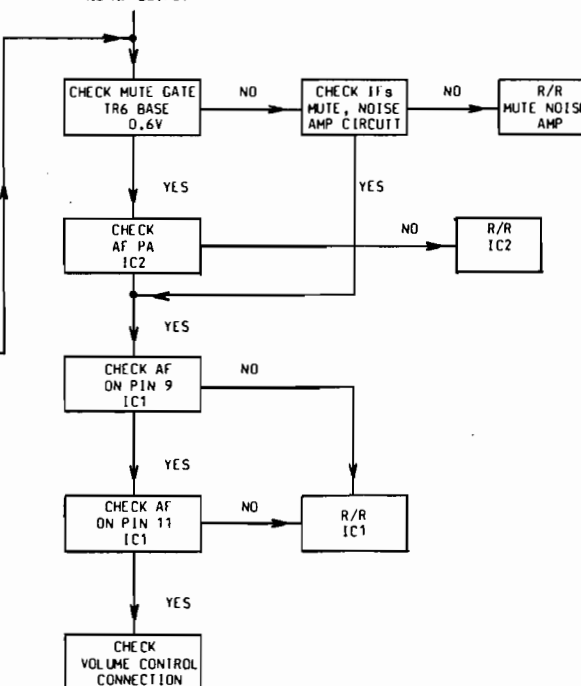 CHECK MUTE GATE
TR6 BASE
0.6V
NO
CHECK IFs
MUTE, NOISE
AMP CIRCUIT
NO
R/R
MUTE NOISE
AMP
YES
YES
CHECK
AF PA
IC2
NO
R/R
IC2
YES
CHECK AF
ON PIN 9
IC1
NO
YES
CHECK AF
ON PIN 11
IC1
NO
R/R
IC1
YES
CHECK
VOLUME CONTROL
CONNECTION